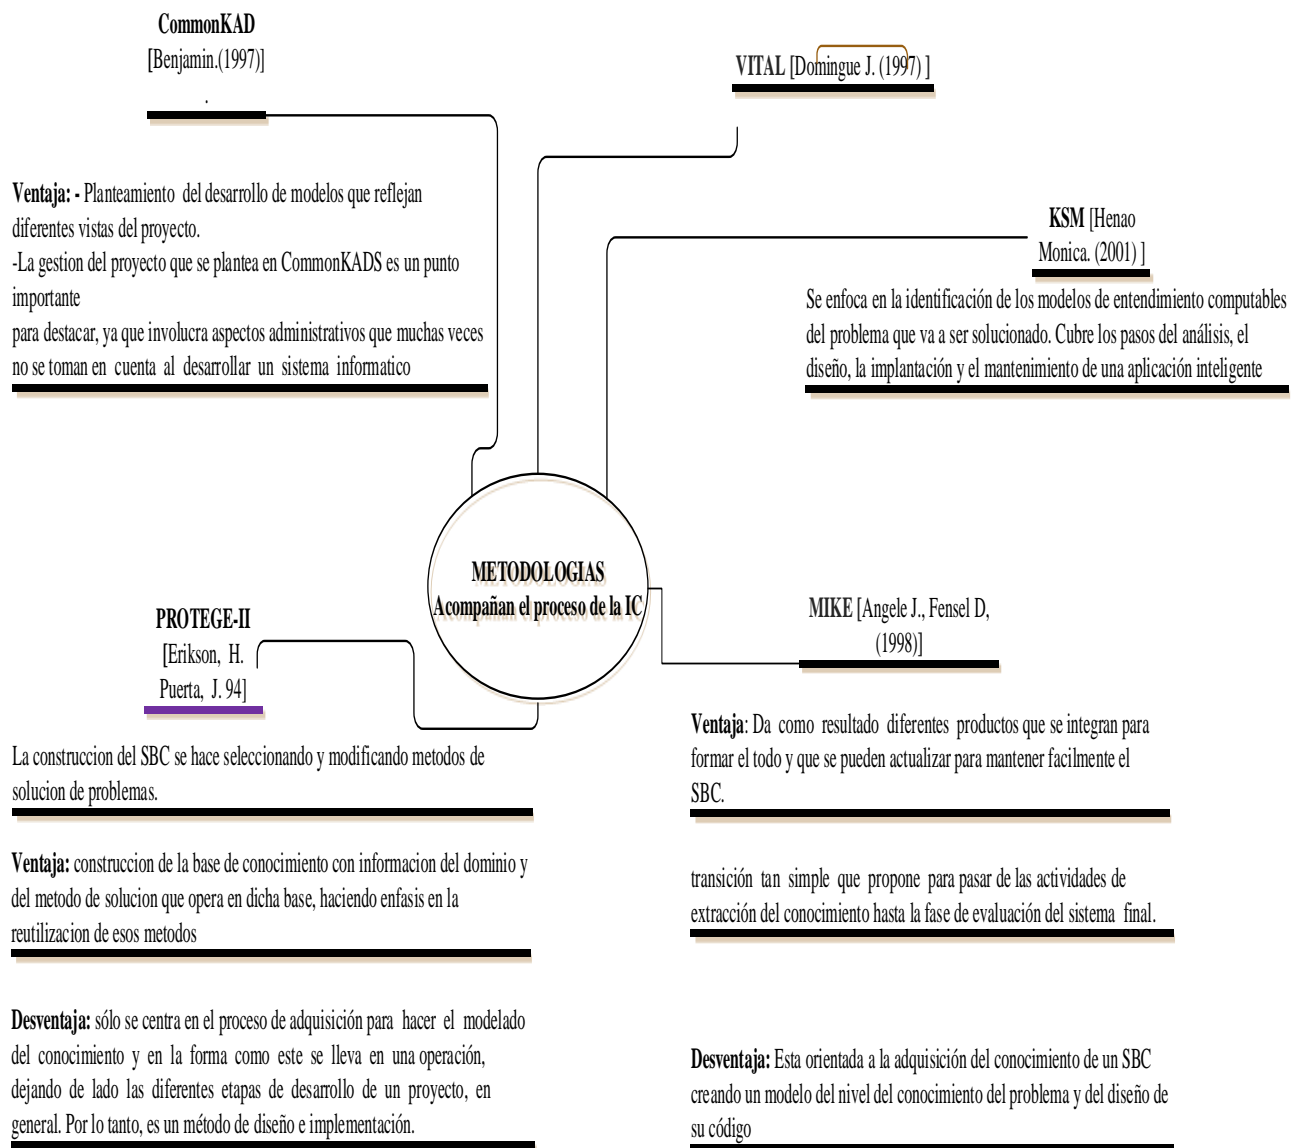 CommonKAD
[Benjamin.(1997)]
.
Ventaja: - Planteamiento del desarrollo de modelos que reflejan
diferentes vistas del proyecto.
-La gestion del proyecto que se plantea en CommonKADS es un punto
importante
para destacar, ya que involucra aspectos administrativos que muchas veces
no se toman en cuenta al desarrollar un sistema informatico
VITAL [Domingue J. (1997) ]
KSM [Henao
Monica. (2001) ]
Se enfoca en la identificación de los modelos de entendimiento computables
del problema que va a ser solucionado. Cubre los pasos del análisis, el
diseño, la implantación y el mantenimiento de una aplicación inteligente
METODOLOGIAS
Acompañan el proceso de la IC
PROTEGE-II
[Erikson, H.
Puerta, J. 94]
La construccion del SBC se hace seleccionando y modificando metodos de
solucion de problemas.
Ventaja: construccion de la base de conocimiento con informacion del dominio y
del metodo de solucion que opera en dicha base, haciendo enfasis en la
reutilizacion de esos metodos
Desventaja: sólo se centra en el proceso de adquisición para hacer el modelado
del conocimiento y en la forma como este se lleva en una operación,
dejando de lado las diferentes etapas de desarrollo de un proyecto, en
general. Por lo tanto, es un método de diseño e implementación.
MIKE [Angele J., Fensel D,
(1998)]
Ventaja: Da como resultado diferentes productos que se integran para
formar el todo y que se pueden actualizar para mantener facilmente el
SBC.
transición tan simple que propone para pasar de las actividades de
extracción del conocimiento hasta la fase de evaluación del sistema final.
Desventaja: Esta orientada a la adquisición del conocimiento de un SBC
creando un modelo del nivel del conocimiento del problema y del diseño de
su código